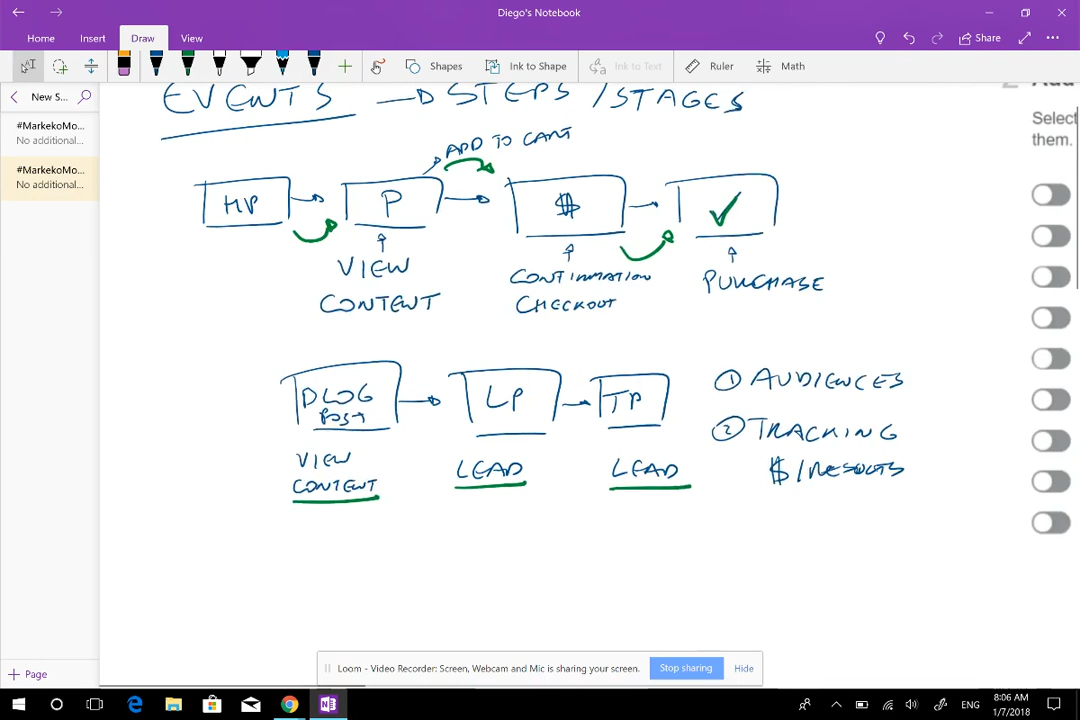 Diego's Notebook
Home
Insert
Draw
View
Share
Shapes
Ink to Shape
Ink to Text
Ruler
Math
New S...
#MarkekoMo...
No additional...
#MarkekoMo...
No additional...
Page
EVENTS → STEPS / STAGES
ADD TO CART
HP
P
$
✓
VIEW
CONTENT
CONFIRMATION
CHECKOUT
PURCHASE
BLOG
POST
LP
TP
VIEW
CONTENT
LEAD
LEAD
① AUDIENCES
② TRACKING
$ / RESULTS
2 Add
Select
them.
Loom - Video Recorder: Screen, Webcam and Mic is sharing your screen.
Stop sharing
Hide
ENG
8:06 AM
1/7/2018